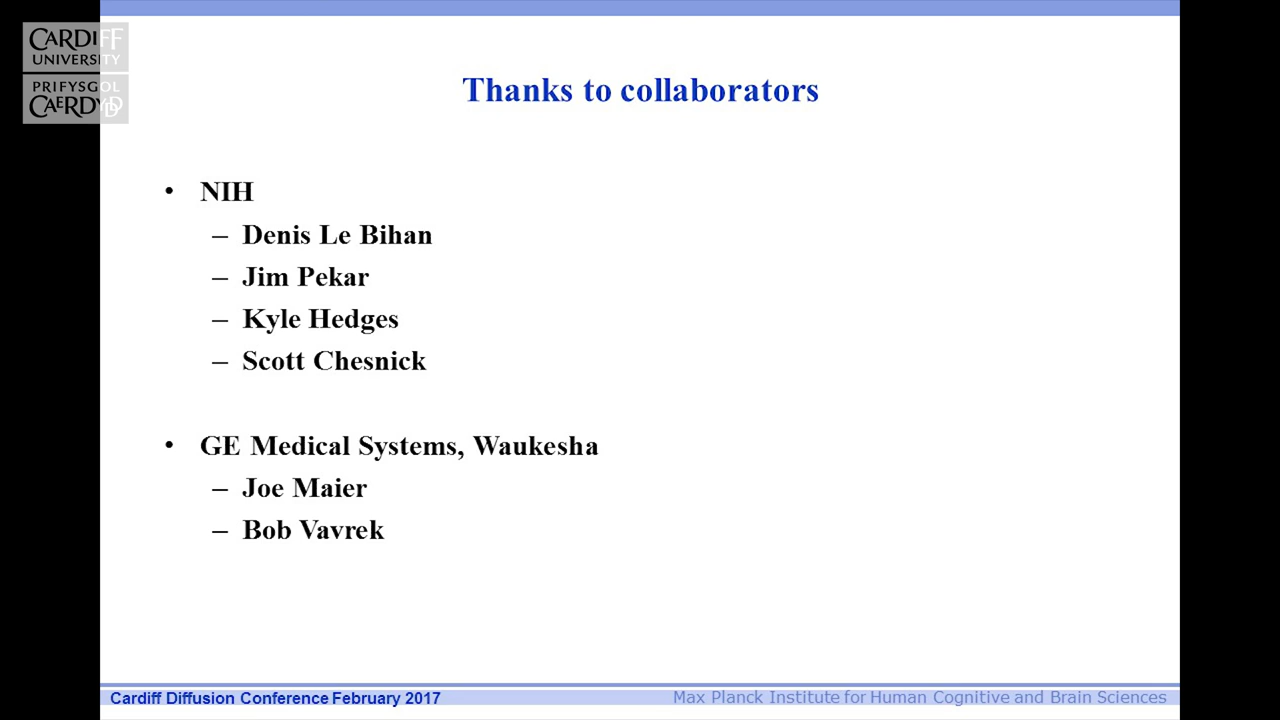 CARDIFF
UNIVERSITY
PRIFYSGOL
CAERDYDD
Thanks to collaborators
• NIH
– Denis Le Bihan
– Jim Pekar
– Kyle Hedges
– Scott Chesnick
• GE Medical Systems, Waukesha
– Joe Maier
– Bob Vavrek
Cardiff Diffusion Conference February 2017
Max Planck Institute for Human Cognitive and Brain Sciences